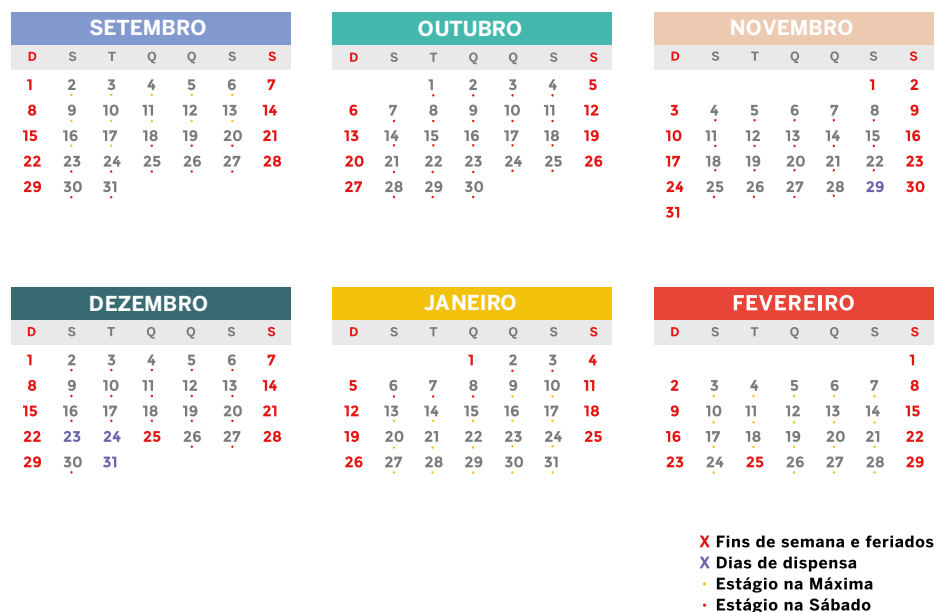 SETEMBRO
D S T Q Q S S
1 2 3 4 5 6 7
8 9 10 11 12 13 14
15 16 17 18 19 20 21
22 23 24 25 26 27 28
29 30 31
OUTUBRO
D S T Q Q S S
1 2 3 4 5
6 7 8 9 10 11 12
13 14 15 16 17 18 19
20 21 22 23 24 25 26
27 28 29 30
NOVEMBRO
D S T Q Q S S
1 2
3 4 5 6 7 8 9
10 11 12 13 14 15 16
17 18 19 20 21 22 23
24 25 26 27 28 29 30
31
DEZEMBRO
D S T Q Q S S
1 2 3 4 5 6 7
8 9 10 11 12 13 14
15 16 17 18 19 20 21
22 23 24 25 26 27 28
29 30 31
JANEIRO
D S T Q Q S S
1 2 3 4
5 6 7 8 9 10 11
12 13 14 15 16 17 18
19 20 21 22 23 24 25
26 27 28 29 30 31
FEVEREIRO
D S T Q Q S S
1
2 3 4 5 6 7 8
9 10 11 12 13 14 15
16 17 18 19 20 21 22
23 24 25 26 27 28 29
X Fins de semana e feriados
X Dias de dispensa
· Estágio na Máxima
· Estágio na Sábado